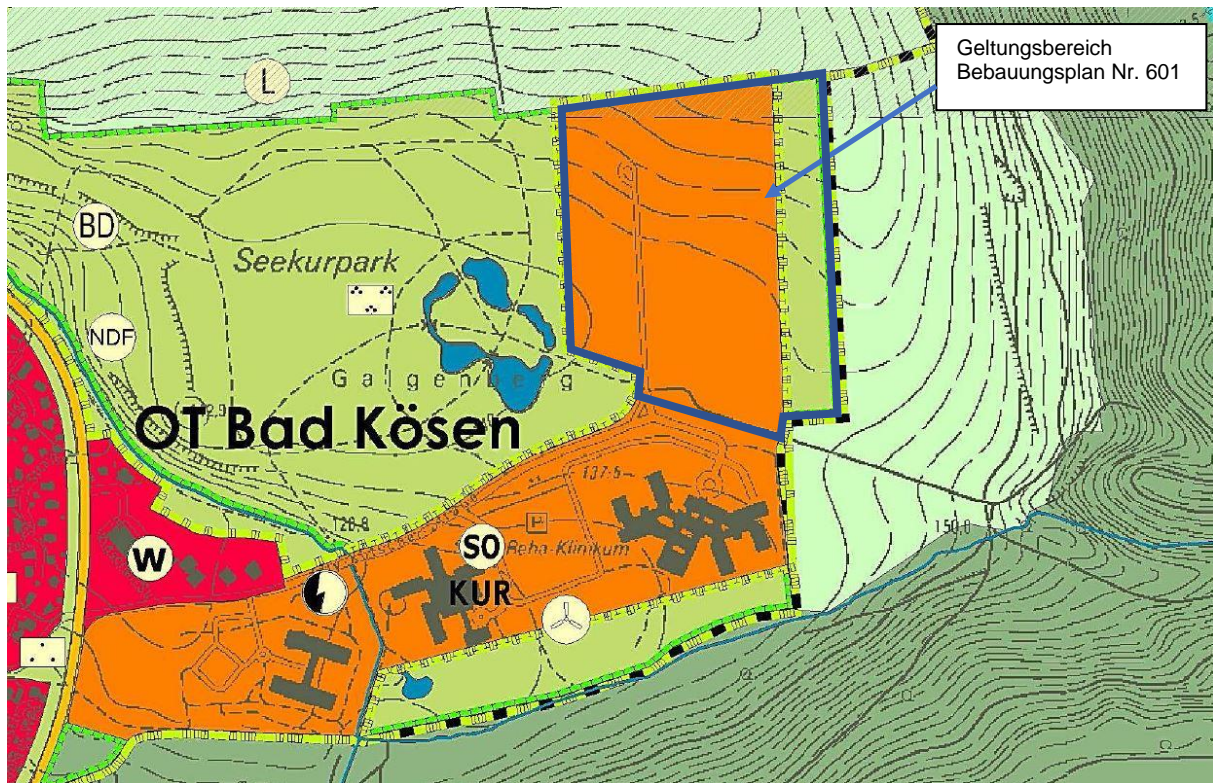 Geltungsbereich
Bebauungsplan Nr. 601
L
BD
Seekurpark
NDF
Galgenberg
OT Bad Kösen
137.5
128.8
W
SO
Reha-Klinikum
KUR
150,0